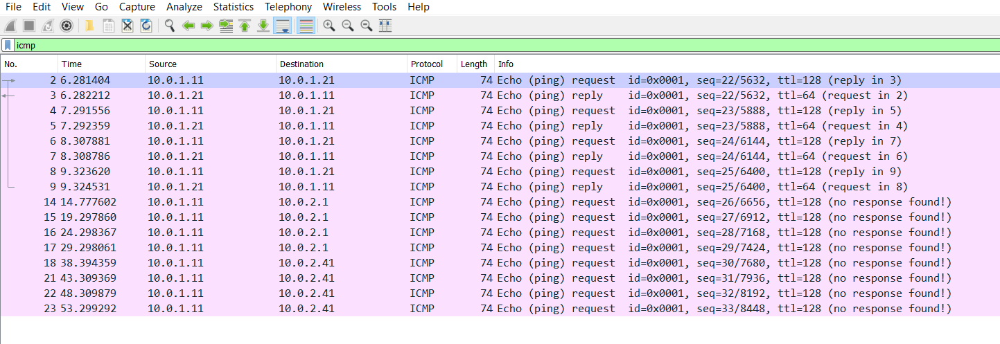 File Edit View Go Capture Analyze Statistics Telephony Wireless Tools Help
icmp
No. Time Source Destination Protocol Length Info
2 6.281404 10.0.1.11 10.0.1.21 ICMP 74 Echo (ping) request id=0x0001, seq=22/5632, ttl=128 (reply in 3)
3 6.282212 10.0.1.21 10.0.1.11 ICMP 74 Echo (ping) reply id=0x0001, seq=22/5632, ttl=64 (request in 2)
4 7.291556 10.0.1.11 10.0.1.21 ICMP 74 Echo (ping) request id=0x0001, seq=23/5888, ttl=128 (reply in 5)
5 7.292359 10.0.1.21 10.0.1.11 ICMP 74 Echo (ping) reply id=0x0001, seq=23/5888, ttl=64 (request in 4)
6 8.307881 10.0.1.11 10.0.1.21 ICMP 74 Echo (ping) request id=0x0001, seq=24/6144, ttl=128 (reply in 7)
7 8.308786 10.0.1.21 10.0.1.11 ICMP 74 Echo (ping) reply id=0x0001, seq=24/6144, ttl=64 (request in 6)
8 9.323620 10.0.1.11 10.0.1.21 ICMP 74 Echo (ping) request id=0x0001, seq=25/6400, ttl=128 (reply in 9)
9 9.324531 10.0.1.21 10.0.1.11 ICMP 74 Echo (ping) reply id=0x0001, seq=25/6400, ttl=64 (request in 8)
14 14.777602 10.0.1.11 10.0.2.1 ICMP 74 Echo (ping) request id=0x0001, seq=26/6656, ttl=128 (no response found!)
15 19.297860 10.0.1.11 10.0.2.1 ICMP 74 Echo (ping) request id=0x0001, seq=27/6912, ttl=128 (no response found!)
16 24.298367 10.0.1.11 10.0.2.1 ICMP 74 Echo (ping) request id=0x0001, seq=28/7168, ttl=128 (no response found!)
17 29.298061 10.0.1.11 10.0.2.1 ICMP 74 Echo (ping) request id=0x0001, seq=29/7424, ttl=128 (no response found!)
18 38.394359 10.0.1.11 10.0.2.41 ICMP 74 Echo (ping) request id=0x0001, seq=30/7680, ttl=128 (no response found!)
21 43.309369 10.0.1.11 10.0.2.41 ICMP 74 Echo (ping) request id=0x0001, seq=31/7936, ttl=128 (no response found!)
22 48.309879 10.0.1.11 10.0.2.41 ICMP 74 Echo (ping) request id=0x0001, seq=32/8192, ttl=128 (no response found!)
23 53.299292 10.0.1.11 10.0.2.41 ICMP 74 Echo (ping) request id=0x0001, seq=33/8448, ttl=128 (no response found!)